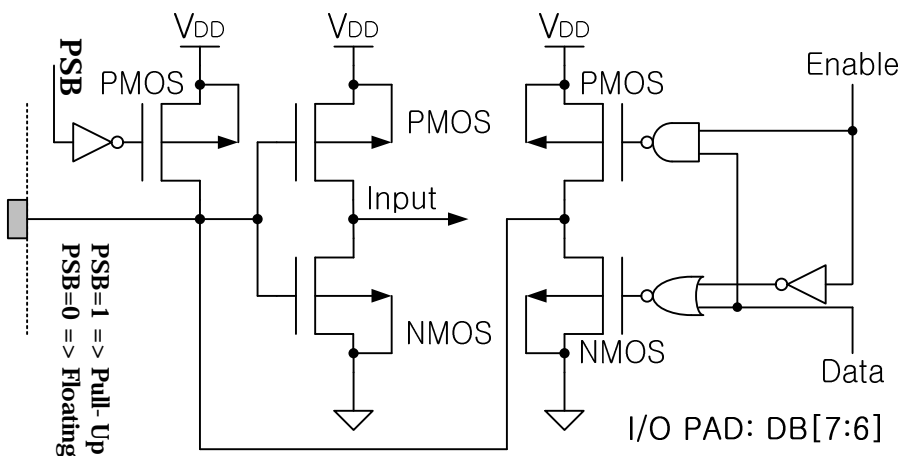 VDD
VDD
VDD
PSB
PMOS
PMOS
PMOS
Enable
Input
NMOS
NMOS
Data
PSB=1 => Pull-Up
PSB=0 => Floating
I/O PAD: DB[7:6]